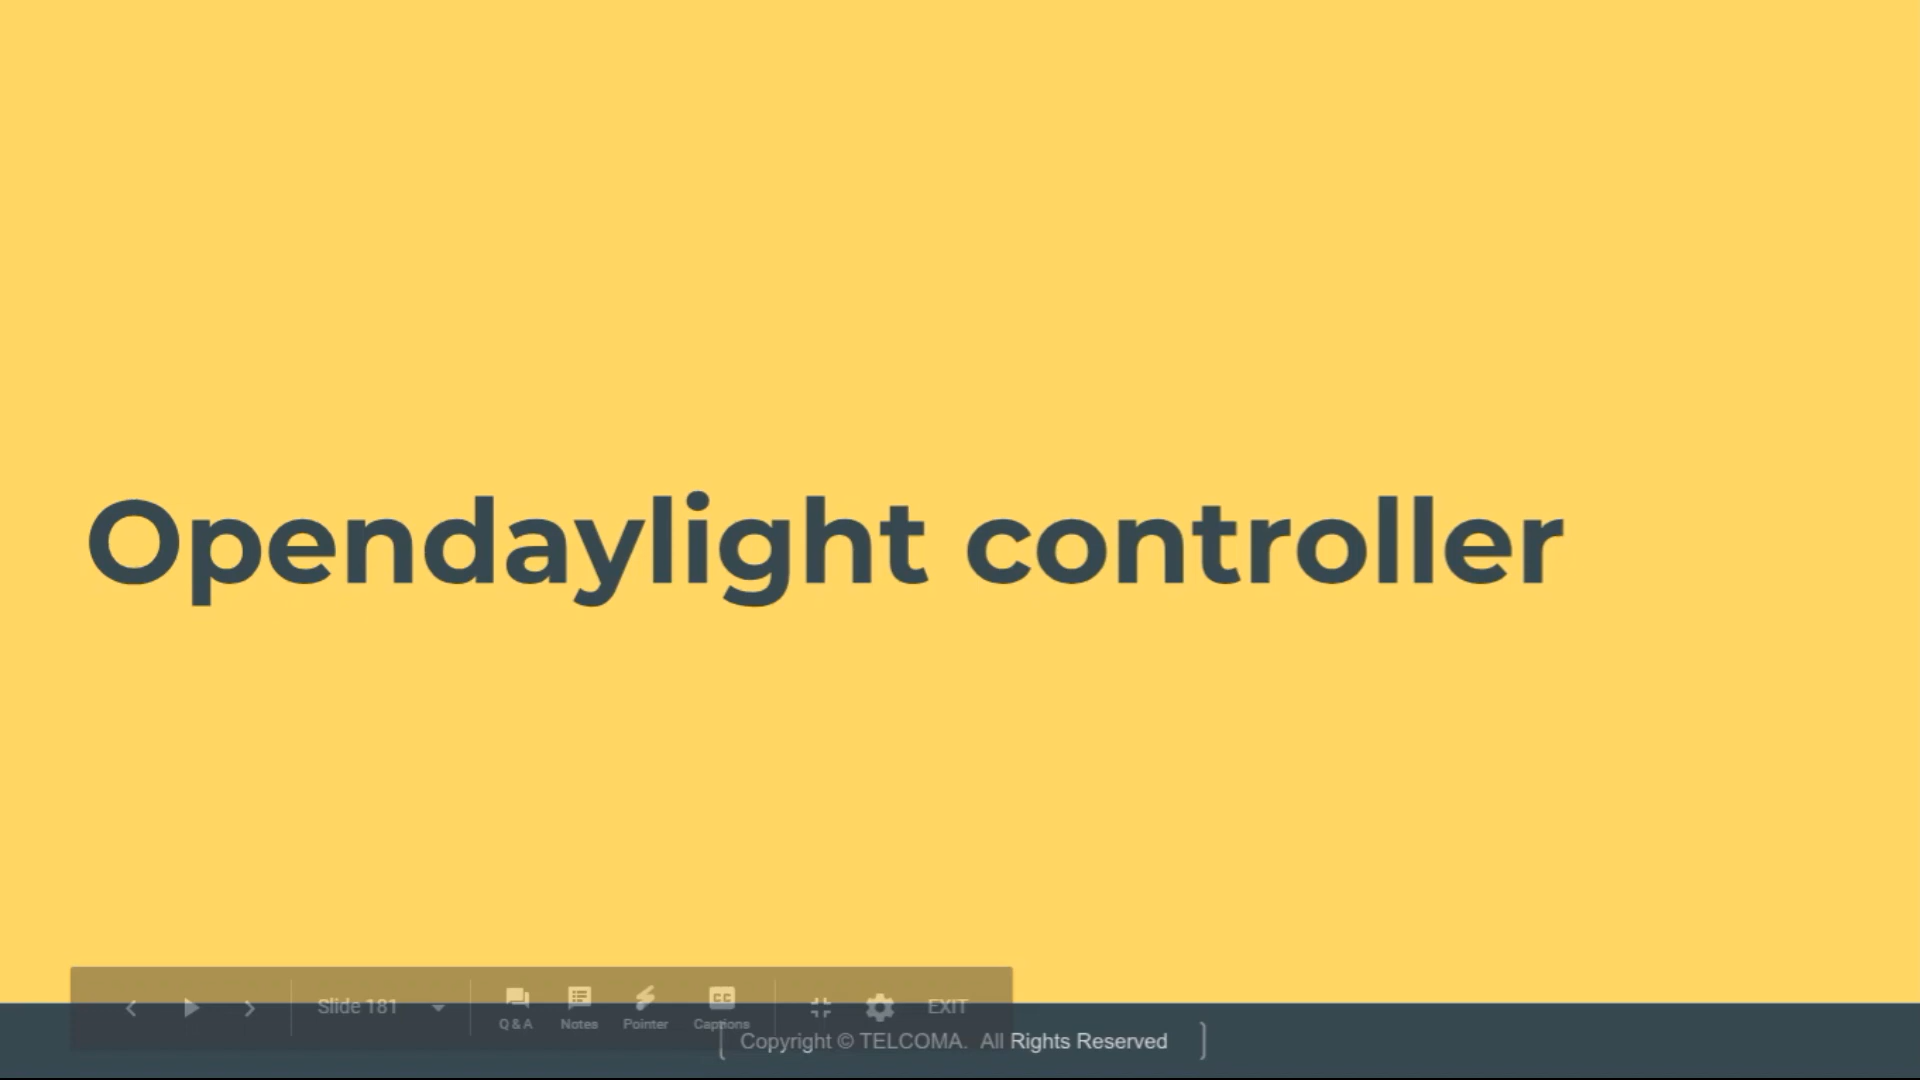 Opendaylight controller
Slide 181
Q & A Notes Pointer Captions
EXIT
[ Copyright © TELCOMA. All Rights Reserved ]